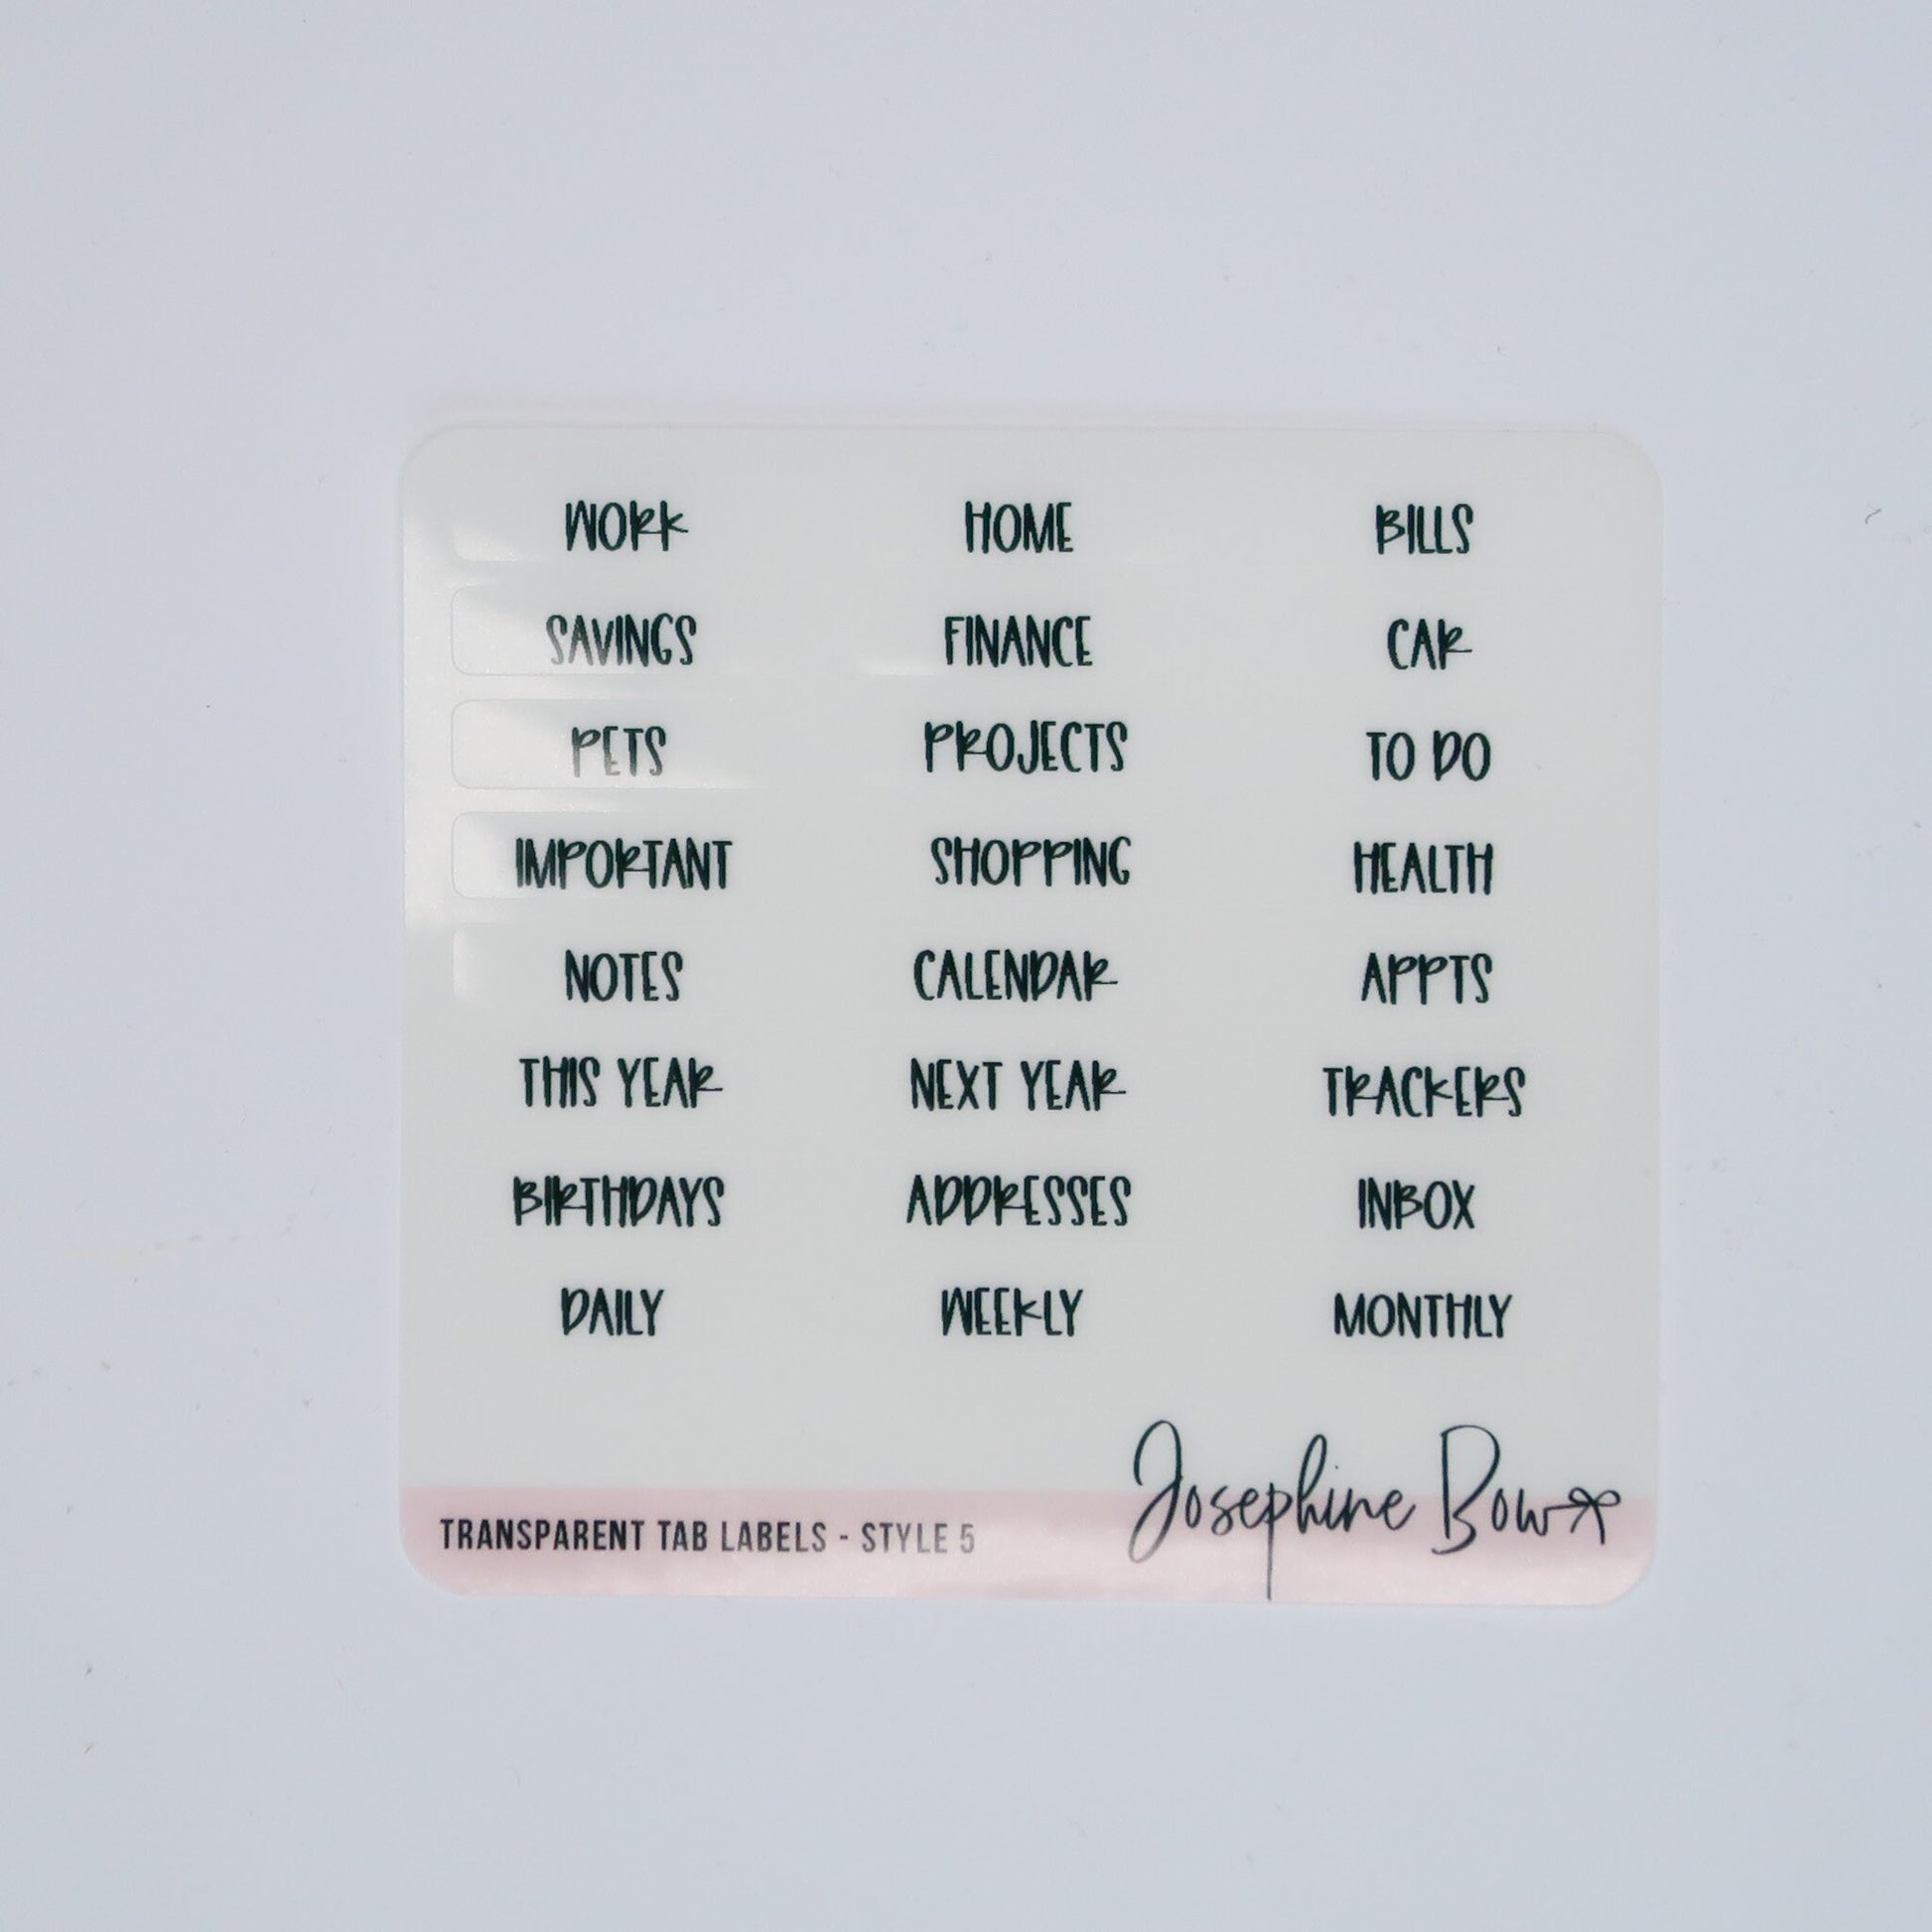 WORK HOME BILLS
SAVINGS FINANCE CAR
PETS PROJECTS TO DO
IMPORTANT SHOPPING HEALTH
NOTES CALENDAR APPTS
THIS YEAR NEXT YEAR TRACKERS
BIRTHDAYS ADDRESSES INBOX
DAILY WEEKLY MONTHLY
Josephine Bow
TRANSPARENT TAB LABELS - STYLE 5